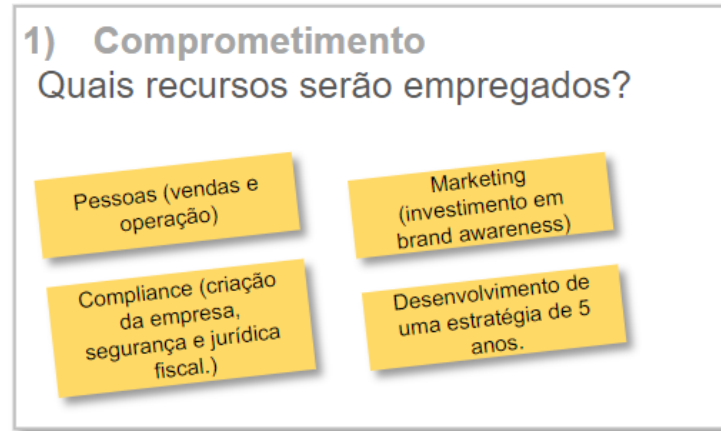 1) Comprometimento
Quais recursos serão empregados?
Pessoas (vendas e
operação)
Marketing
(investimento em
brand awareness)
Compliance (criação
da empresa,
segurança e jurídica
fiscal.)
Desenvolvimento de
uma estratégia de 5
anos.